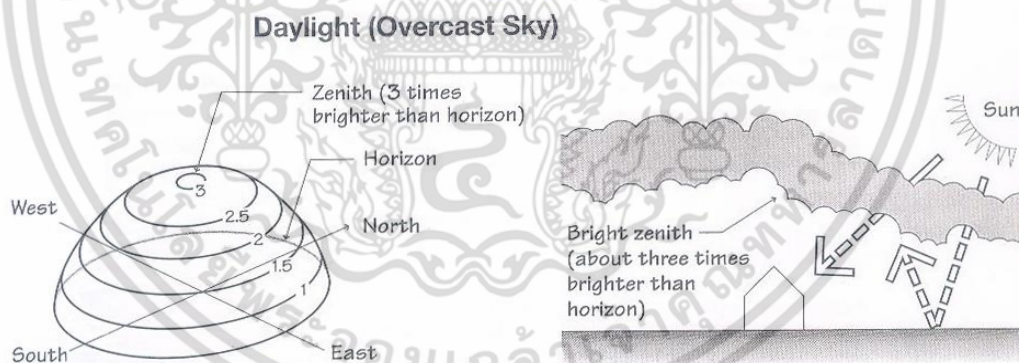 Daylight (Overcast Sky)
Zenith (3 times
brighter than horizon)
Horizon
West
North
3
2.5
2
1.5
1
South
East
Sun
Bright zenith
(about three times
brighter than
horizon)